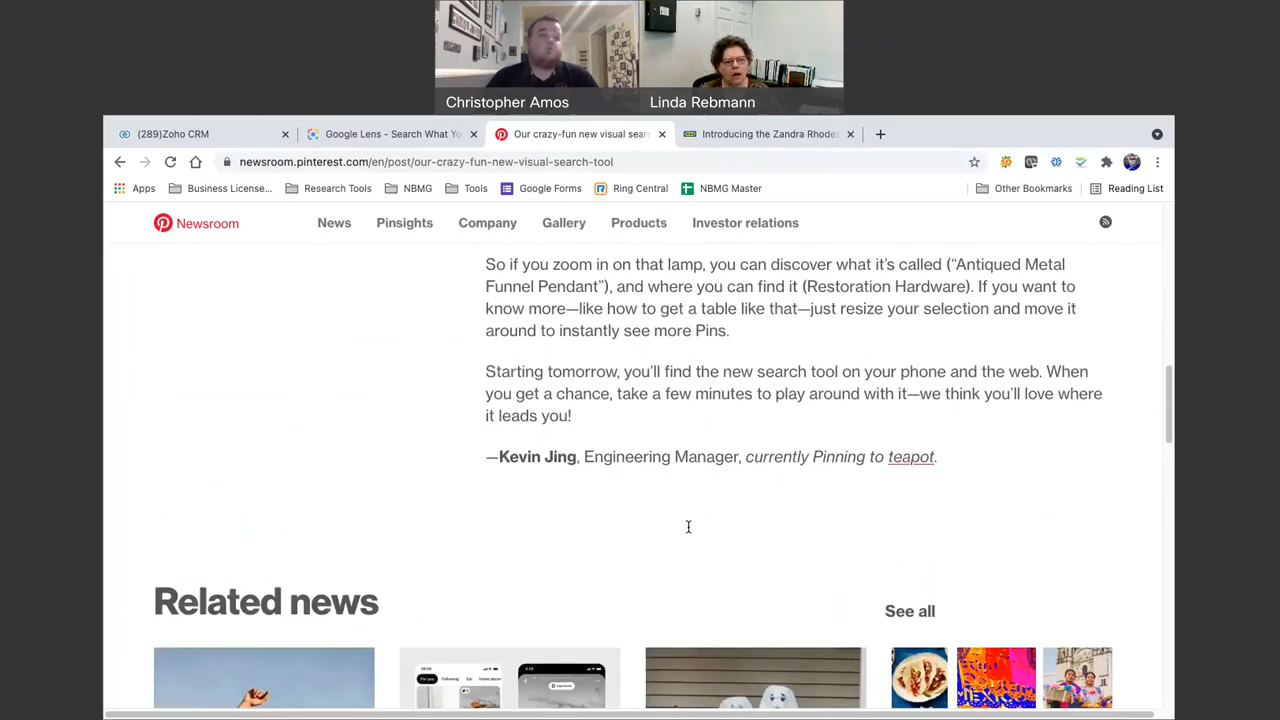 Christopher Amos
Linda Rebmann
(289)Zoho CRM
Google Lens - Search What Yo
Our crazy-fun new visual sear
Introducing the Zandra Rhodes
newsroom.pinterest.com/en/post/our-crazy-fun-new-visual-search-tool
Apps
Business License...
Research Tools
NBMG
Tools
Google Forms
Ring Central
NBMG Master
Other Bookmarks
Reading List
Newsroom
News
Pinsights
Company
Gallery
Products
Investor relations
So if you zoom in on that lamp, you can discover what it’s called (“Antiqued Metal
Funnel Pendant”), and where you can find it (Restoration Hardware). If you want to
know more—like how to get a table like that—just resize your selection and move it
around to instantly see more Pins.
Starting tomorrow, you’ll find the new search tool on your phone and the web. When
you get a chance, take a few minutes to play around with it—we think you’ll love where
it leads you!
—Kevin Jing, Engineering Manager, currently Pinning to teapot.
Related news
See all